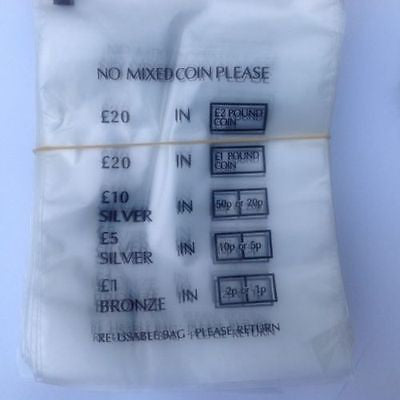 NO MIXED COIN PLEASE
£20 IN £2 POUND COIN
£20 IN £1 POUND COIN
£10 SILVER IN 50p or 20p
£5 SILVER IN 10p or 5p
£1 BRONZE IN 2p or 1p
RE-USABLE BAG - PLEASE RETURN